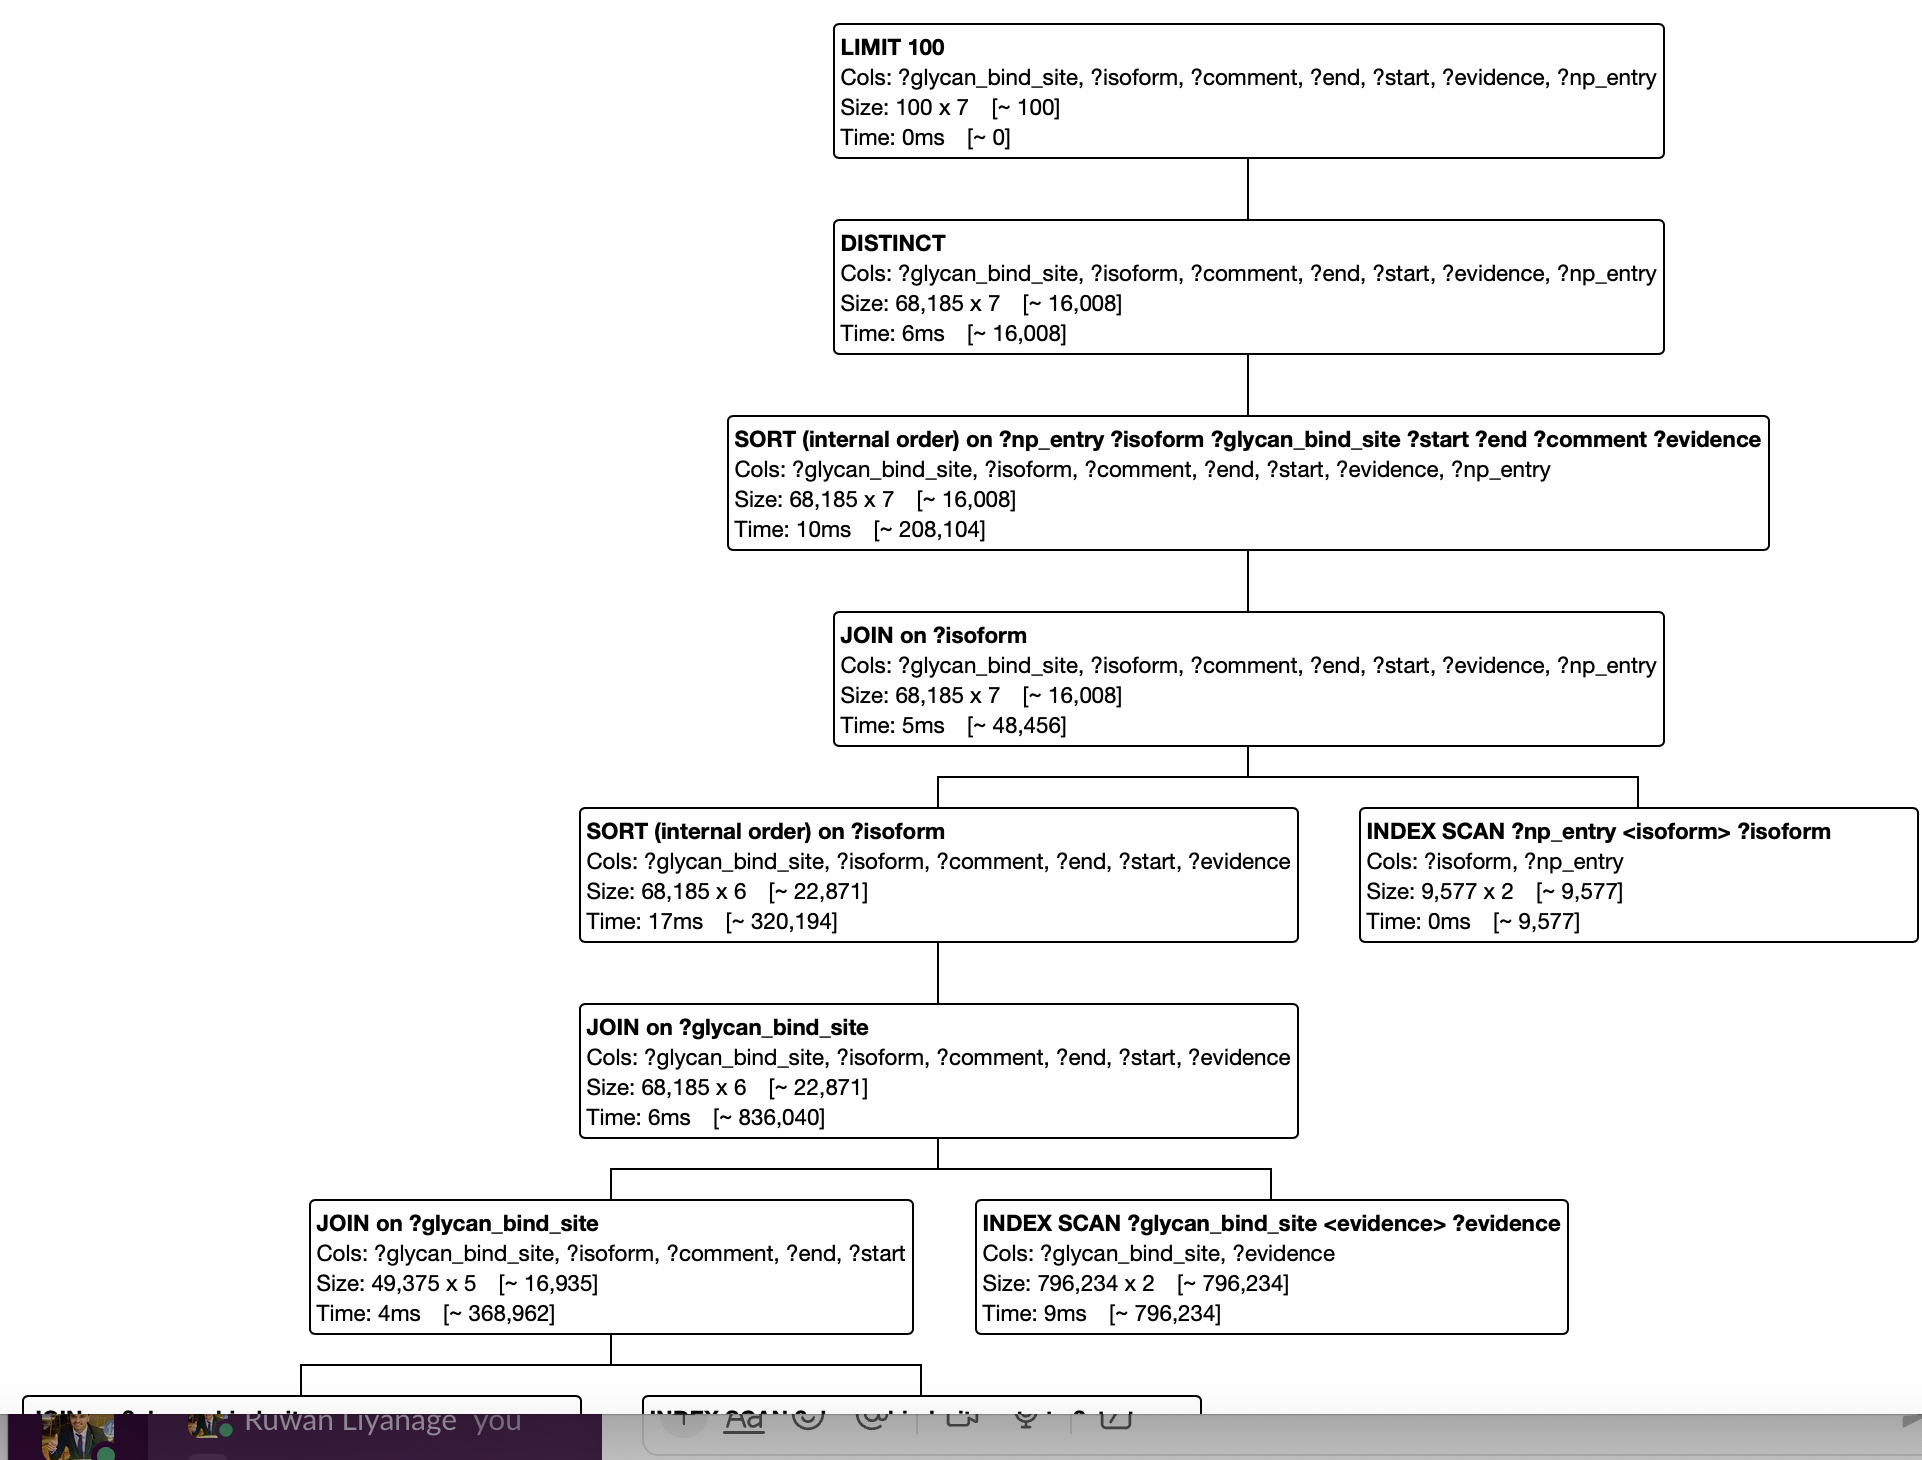 LIMIT 100
Cols: ?glycan_bind_site, ?isoform, ?comment, ?end, ?start, ?evidence, ?np_entry
Size: 100 x 7 [~ 100]
Time: 0ms [~ 0]
DISTINCT
Cols: ?glycan_bind_site, ?isoform, ?comment, ?end, ?start, ?evidence, ?np_entry
Size: 68,185 x 7 [~ 16,008]
Time: 6ms [~ 16,008]
SORT (internal order) on ?np_entry ?isoform ?glycan_bind_site ?start ?end ?comment ?evidence
Cols: ?glycan_bind_site, ?isoform, ?comment, ?end, ?start, ?evidence, ?np_entry
Size: 68,185 x 7 [~ 16,008]
Time: 10ms [~ 208,104]
JOIN on ?isoform
Cols: ?glycan_bind_site, ?isoform, ?comment, ?end, ?start, ?evidence, ?np_entry
Size: 68,185 x 7 [~ 16,008]
Time: 5ms [~ 48,456]
SORT (internal order) on ?isoform
Cols: ?glycan_bind_site, ?isoform, ?comment, ?end, ?start, ?evidence
Size: 68,185 x 6 [~ 22,871]
Time: 17ms [~ 320,194]
INDEX SCAN ?np_entry <isoform> ?isoform
Cols: ?isoform, ?np_entry
Size: 9,577 x 2 [~ 9,577]
Time: 0ms [~ 9,577]
JOIN on ?glycan_bind_site
Cols: ?glycan_bind_site, ?isoform, ?comment, ?end, ?start, ?evidence
Size: 68,185 x 6 [~ 22,871]
Time: 6ms [~ 836,040]
JOIN on ?glycan_bind_site
Cols: ?glycan_bind_site, ?isoform, ?comment, ?end, ?start
Size: 49,375 x 5 [~ 16,935]
Time: 4ms [~ 368,962]
INDEX SCAN ?glycan_bind_site <evidence> ?evidence
Cols: ?glycan_bind_site, ?evidence
Size: 796,234 x 2 [~ 796,234]
Time: 9ms [~ 796,234]
JOIN
INDEX SCAN
Ruwan Liyanage you
Aa